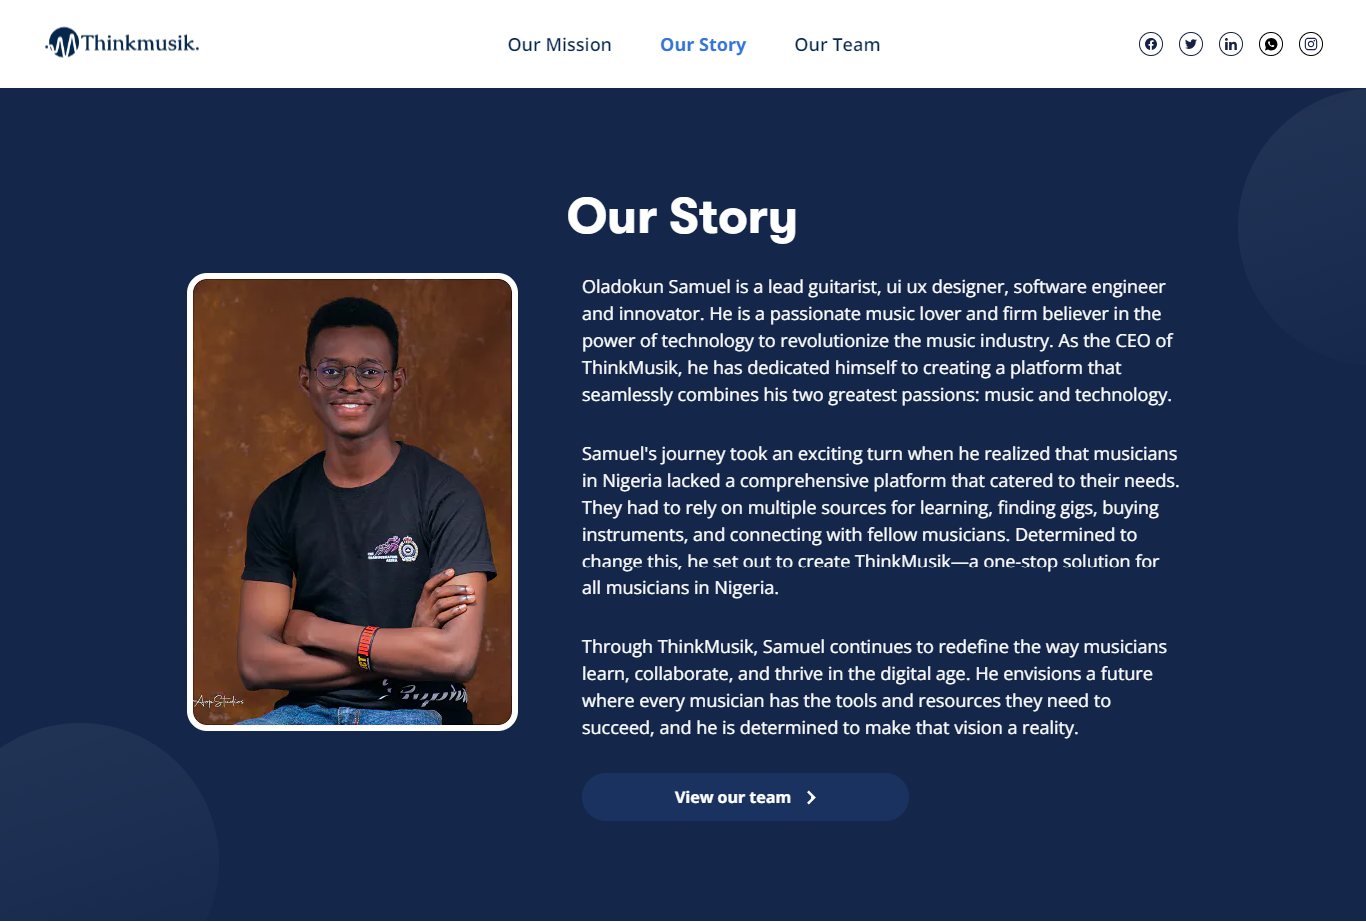 Thinkmusik.
Our Mission
Our Story
Our Team
Our Story
Oladokun Samuel is a lead guitarist, ui ux designer, software engineer
and innovator. He is a passionate music lover and firm believer in the
power of technology to revolutionize the music industry. As the CEO of
ThinkMusik, he has dedicated himself to creating a platform that
seamlessly combines his two greatest passions: music and technology.
Samuel's journey took an exciting turn when he realized that musicians
in Nigeria lacked a comprehensive platform that catered to their needs.
They had to rely on multiple sources for learning, finding gigs, buying
instruments, and connecting with fellow musicians. Determined to
change this, he set out to create ThinkMusik—a one-stop solution for
all musicians in Nigeria.
Through ThinkMusik, Samuel continues to redefine the way musicians
learn, collaborate, and thrive in the digital age. He envisions a future
where every musician has the tools and resources they need to
succeed, and he is determined to make that vision a reality.
View our team